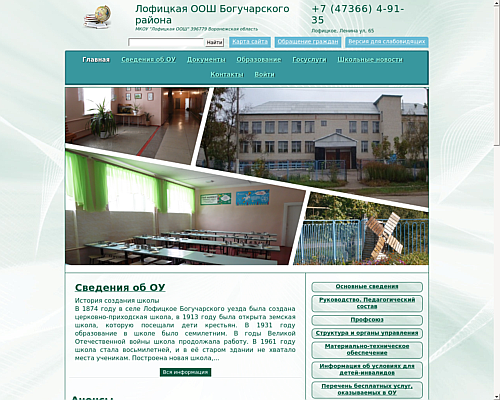 Лофицкая ООШ Богучарского
района
МКОУ "Лофицкая ООШ" 396779 Воронежская область
+7 (47366) 4-91-
35
Лофицкое, Ленина ул, 65
Найти
Карта сайта
Обращение граждан
Версия для слабовидящих
Главная Сведения об ОУ Документы Образование Госуслуги Школьные новости
Контакты Войти
Сведения об ОУ
История создания школы
В 1874 году в селе Лофицкое Богучарского уезда была создана
церковно-приходская школа, в 1913 году была открыта земская
школа, которую посещали дети крестьян. В 1931 году
образование в школе было семилетним. В годы Великой
Отечественной войны школа продолжала работу. В 1961 году
школа стала восьмилетней, и в её старом здании не хватало
места ученикам. Построена новая школа,...
Вся информация
Анонсы
Основные сведения
Руководство. Педагогический
состав
Профсоюз
Структура и органы управления
Материально-техническое
обеспечение
Информация об условиях для
детей-инвалидов
Перечень бесплатных услуг,
оказываемых в ОУ